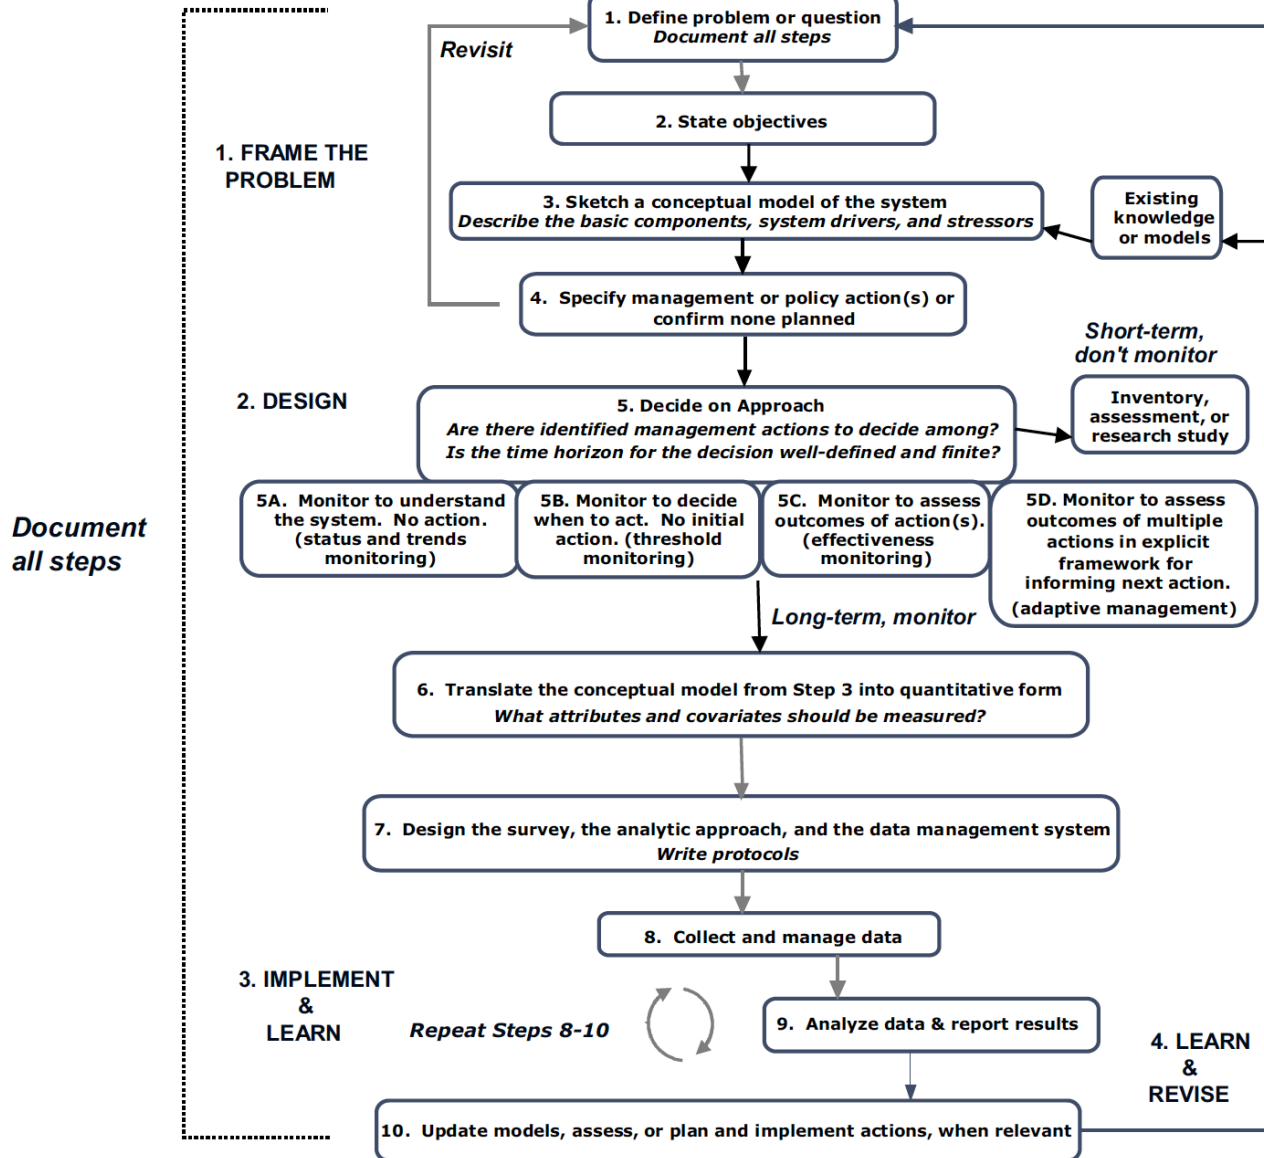 1. Define problem or question
Document all steps
Revisit
2. State objectives
1. FRAME THE
PROBLEM
3. Sketch a conceptual model of the system
Describe the basic components, system drivers, and stressors
Existing
knowledge
or models
4. Specify management or policy action(s) or
confirm none planned
Short-term,
don't monitor
2. DESIGN
5. Decide on Approach
Are there identified management actions to decide among?
Is the time horizon for the decision well-defined and finite?
Inventory,
assessment, or
research study
5A. Monitor to understand
the system. No action.
(status and trends
monitoring)
5B. Monitor to decide
when to act. No initial
action. (threshold
monitoring)
5C. Monitor to assess
outcomes of action(s).
(effectiveness
monitoring)
5D. Monitor to assess
outcomes of multiple
actions in explicit
framework for
informing next action.
(adaptive management)
Document
all steps
Long-term, monitor
6. Translate the conceptual model from Step 3 into quantitative form
What attributes and covariates should be measured?
7. Design the survey, the analytic approach, and the data management system
Write protocols
8. Collect and manage data
3. IMPLEMENT
&
LEARN
Repeat Steps 8-10
9. Analyze data & report results
4. LEARN
&
REVISE
10. Update models, assess, or plan and implement actions, when relevant